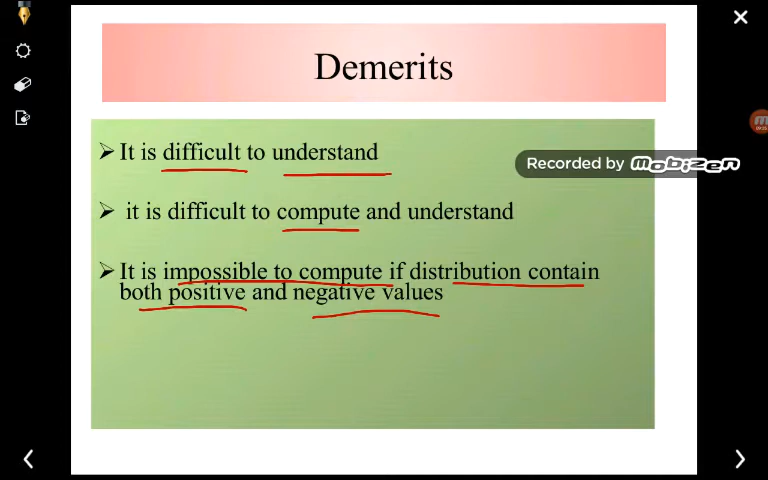 Demerits
➢ It is difficult to understand
Recorded by mobizen
➢ it is difficult to compute and understand
➢ It is impossible to compute if distribution contain
both positive and negative values